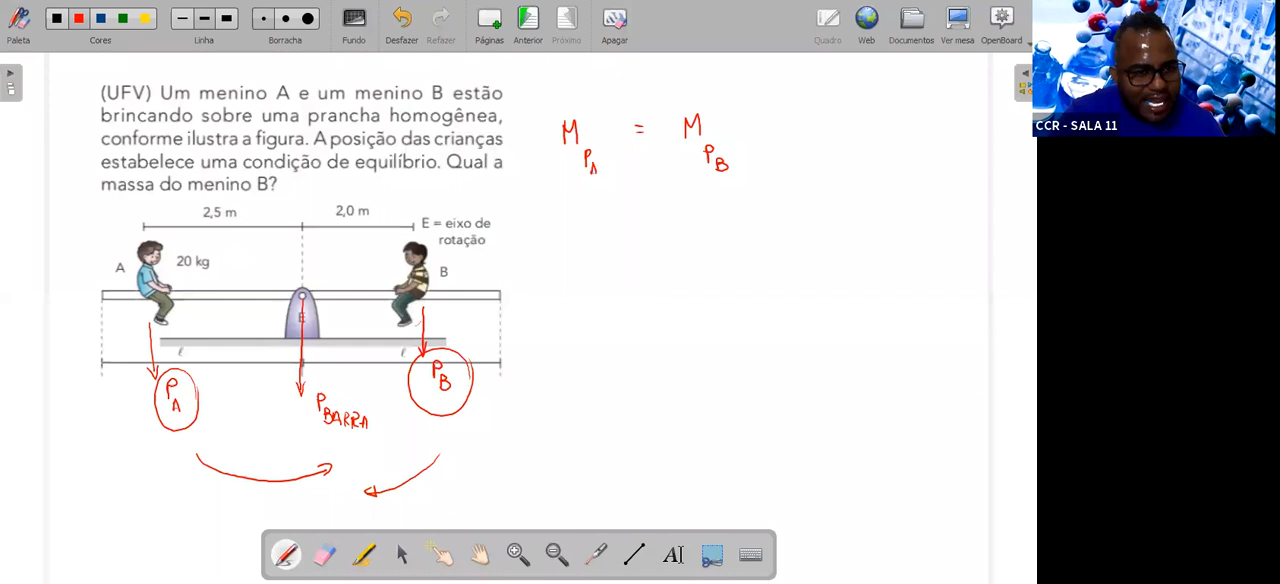 Paleta
Cores
Linha
Borracha
Fundo
Desfazer
Refazer
Páginas
Anterior
Próximo
Apagar
Quadro
Web
Documentos
Ver mesa
OpenBoard
CCR - SALA 11
(UFV) Um menino A e um menino B estão
brincando sobre uma prancha homogênea,
conforme ilustra a figura. A posição das crianças
estabelece uma condição de equilíbrio. Qual a
massa do menino B?
M PA = M PB
2,5 m
2,0 m
E = eixo de
rotação
A
20 kg
B
E
ℓ
ℓ
PA
PBARRA
PB
AI